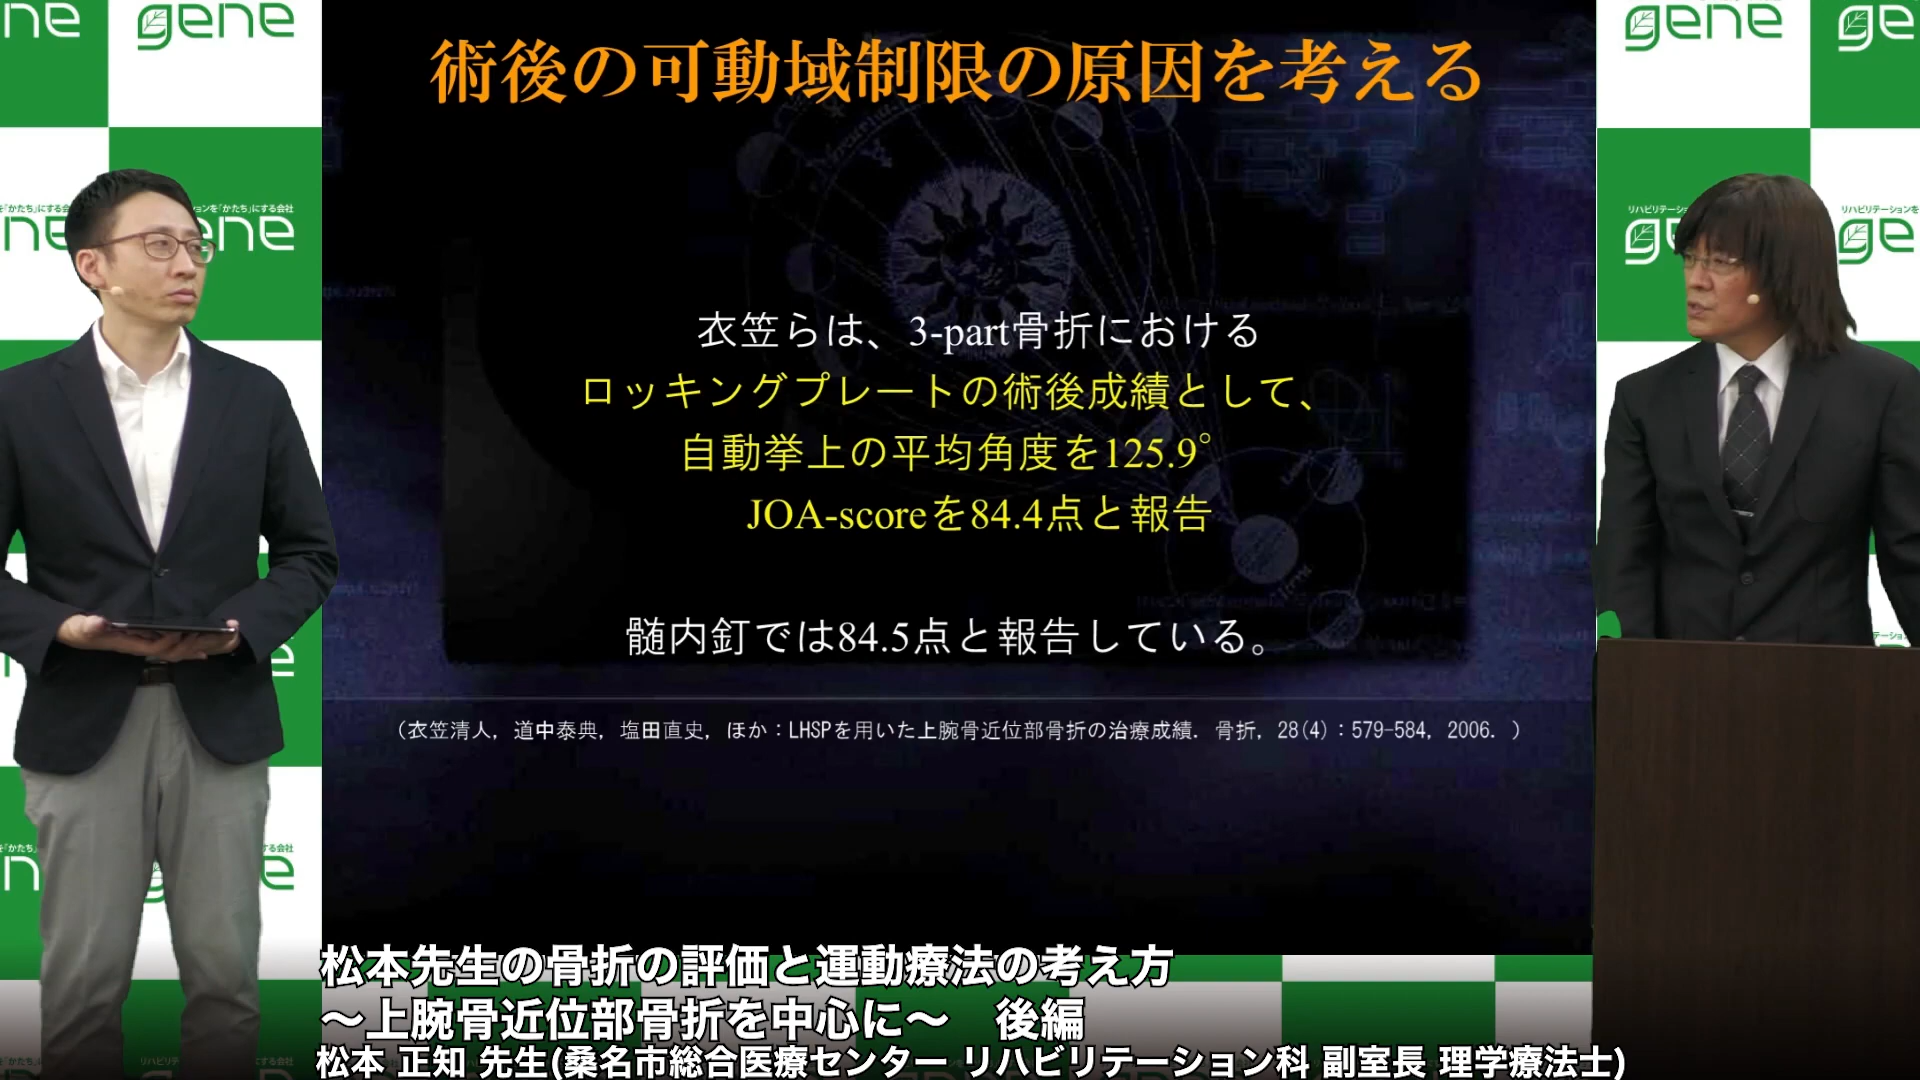 gene
gene
gene
術後の可動域制限の原因を考える
衣笠らは、3-part骨折における
ロッキングプレートの術後成績として、
自動挙上の平均角度を125.9°
JOA-scoreを84.4点と報告
髄内釘では84.5点と報告している。
（衣笠清人，道中泰典，塩田直史，ほか：LHSPを用いた上腕骨近位部骨折の治療成績．骨折，28(4)：579-584，2006．）
松本先生の骨折の評価と運動療法の考え方
～上腕骨近位部骨折を中心に～　後編
松本 正知 先生(桑名市総合医療センター リハビリテーション科 副室長 理学療法士)